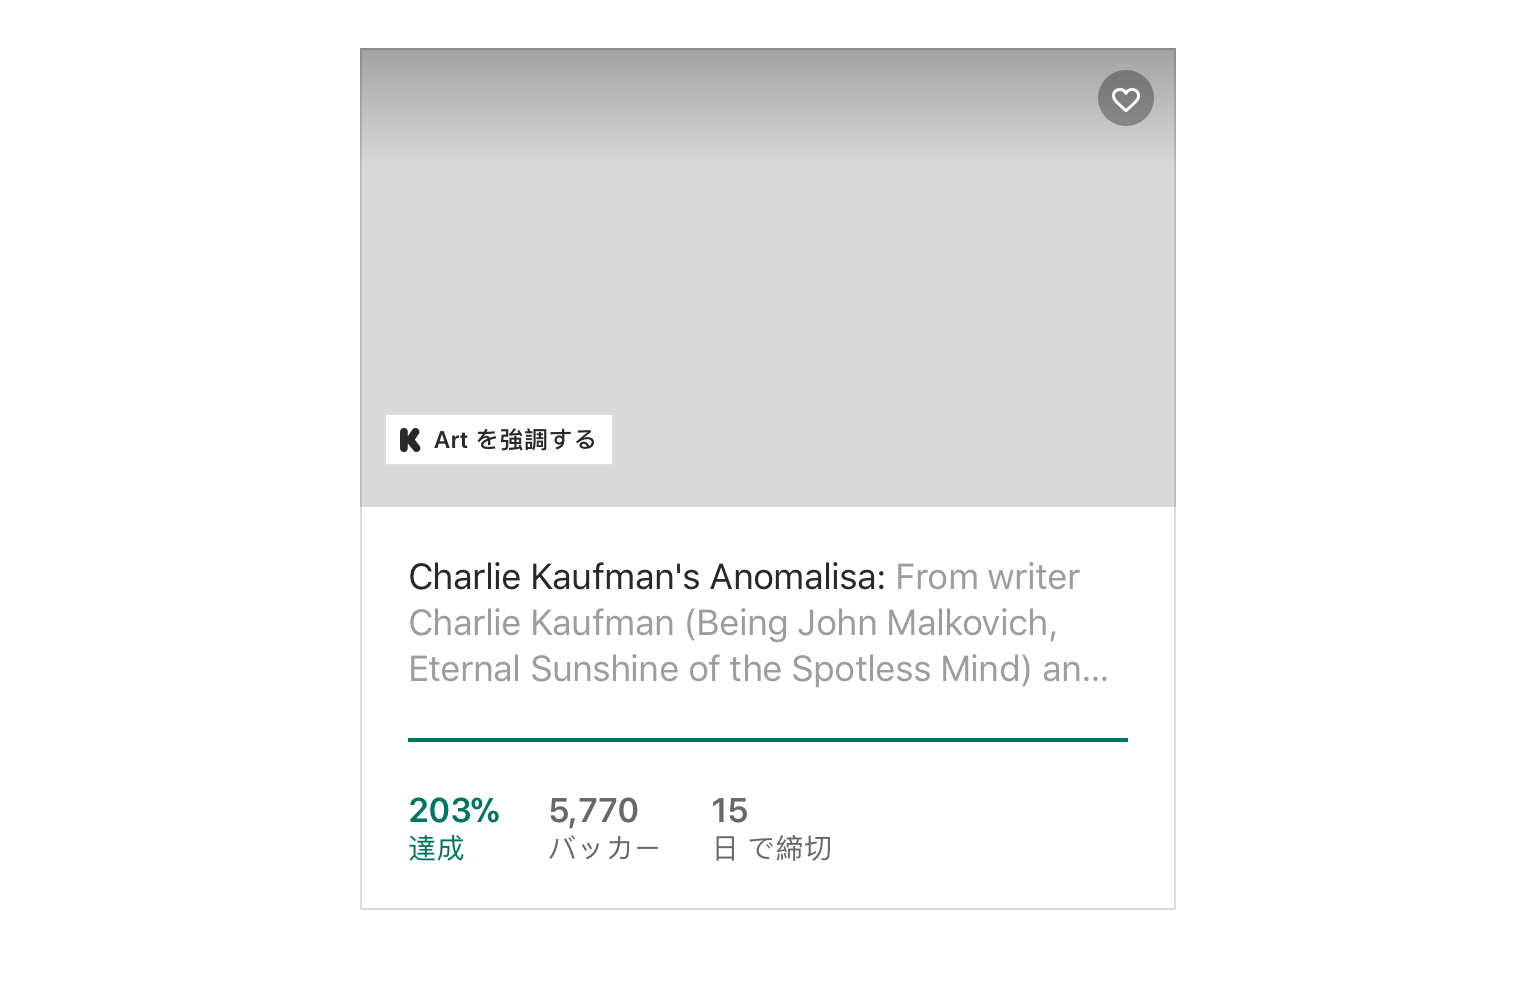 Art を強調する
Charlie Kaufman's Anomalisa: From writer
Charlie Kaufman (Being John Malkovich,
Eternal Sunshine of the Spotless Mind) an…
203% 5,770 15
達成 バッカー 日 で締切